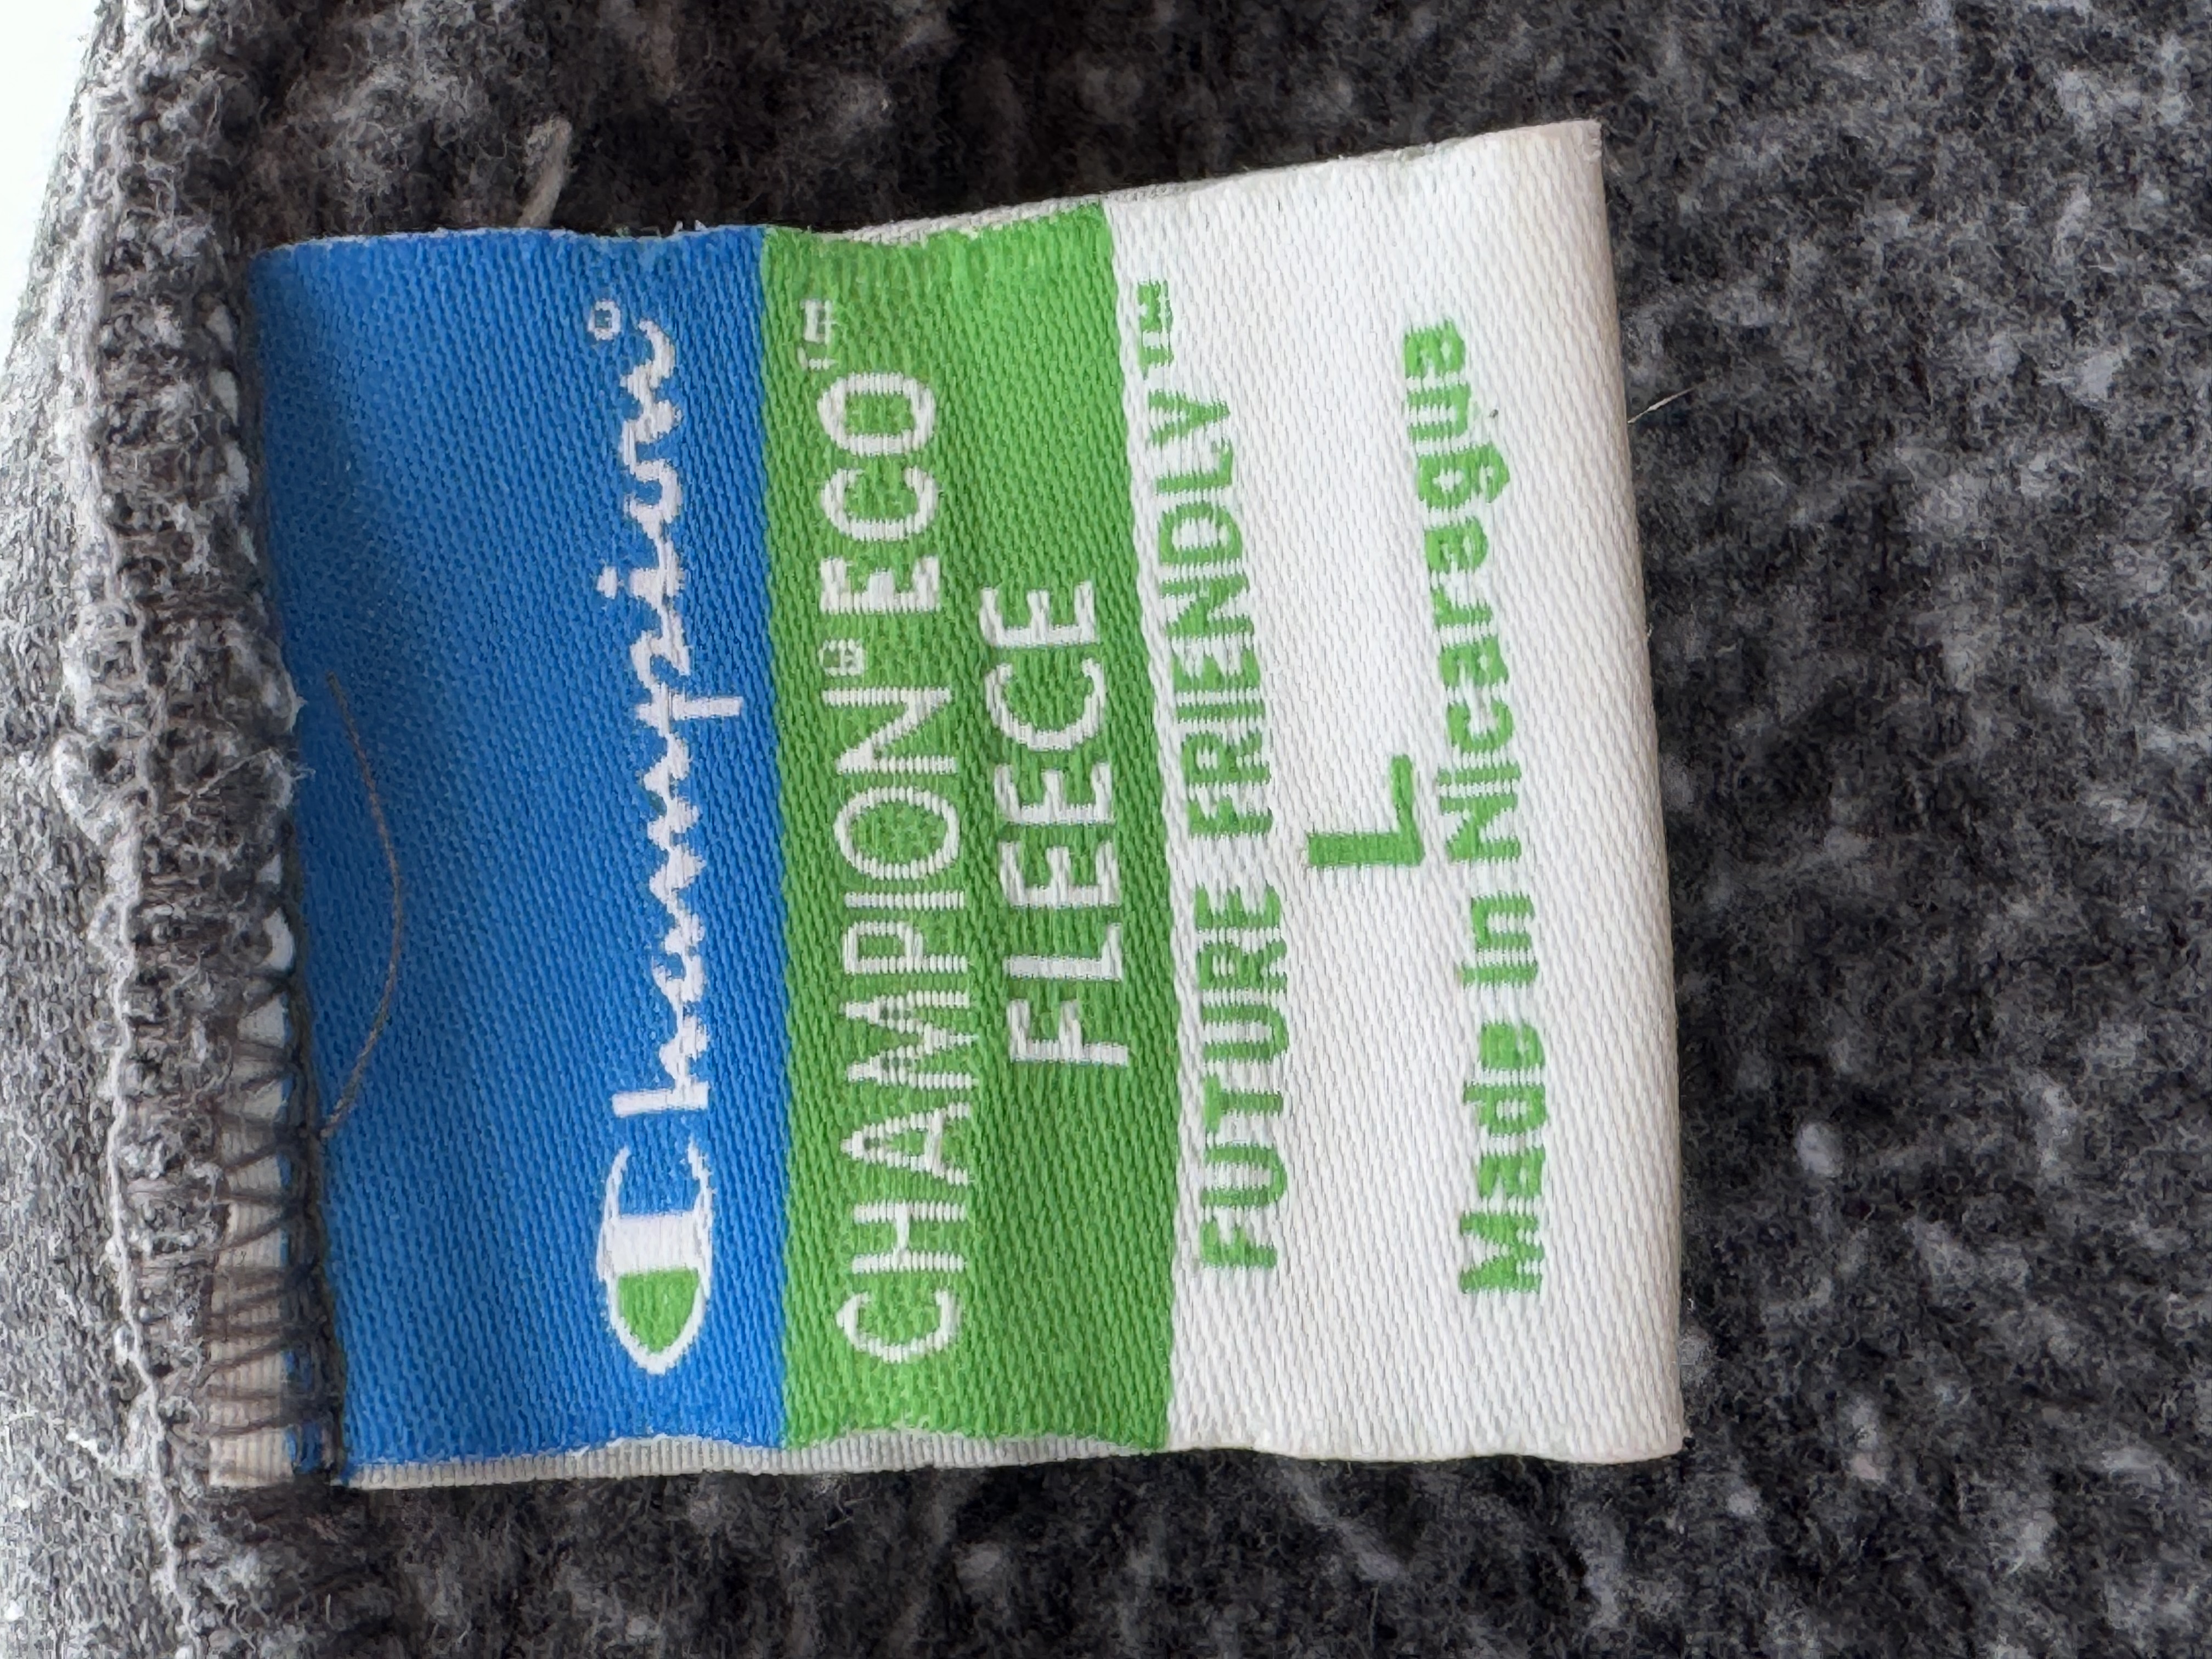 Champion®
CHAMPION® ECO™
FLEECE
FUTURE FRIENDLY™
L
Made In Nicaragua